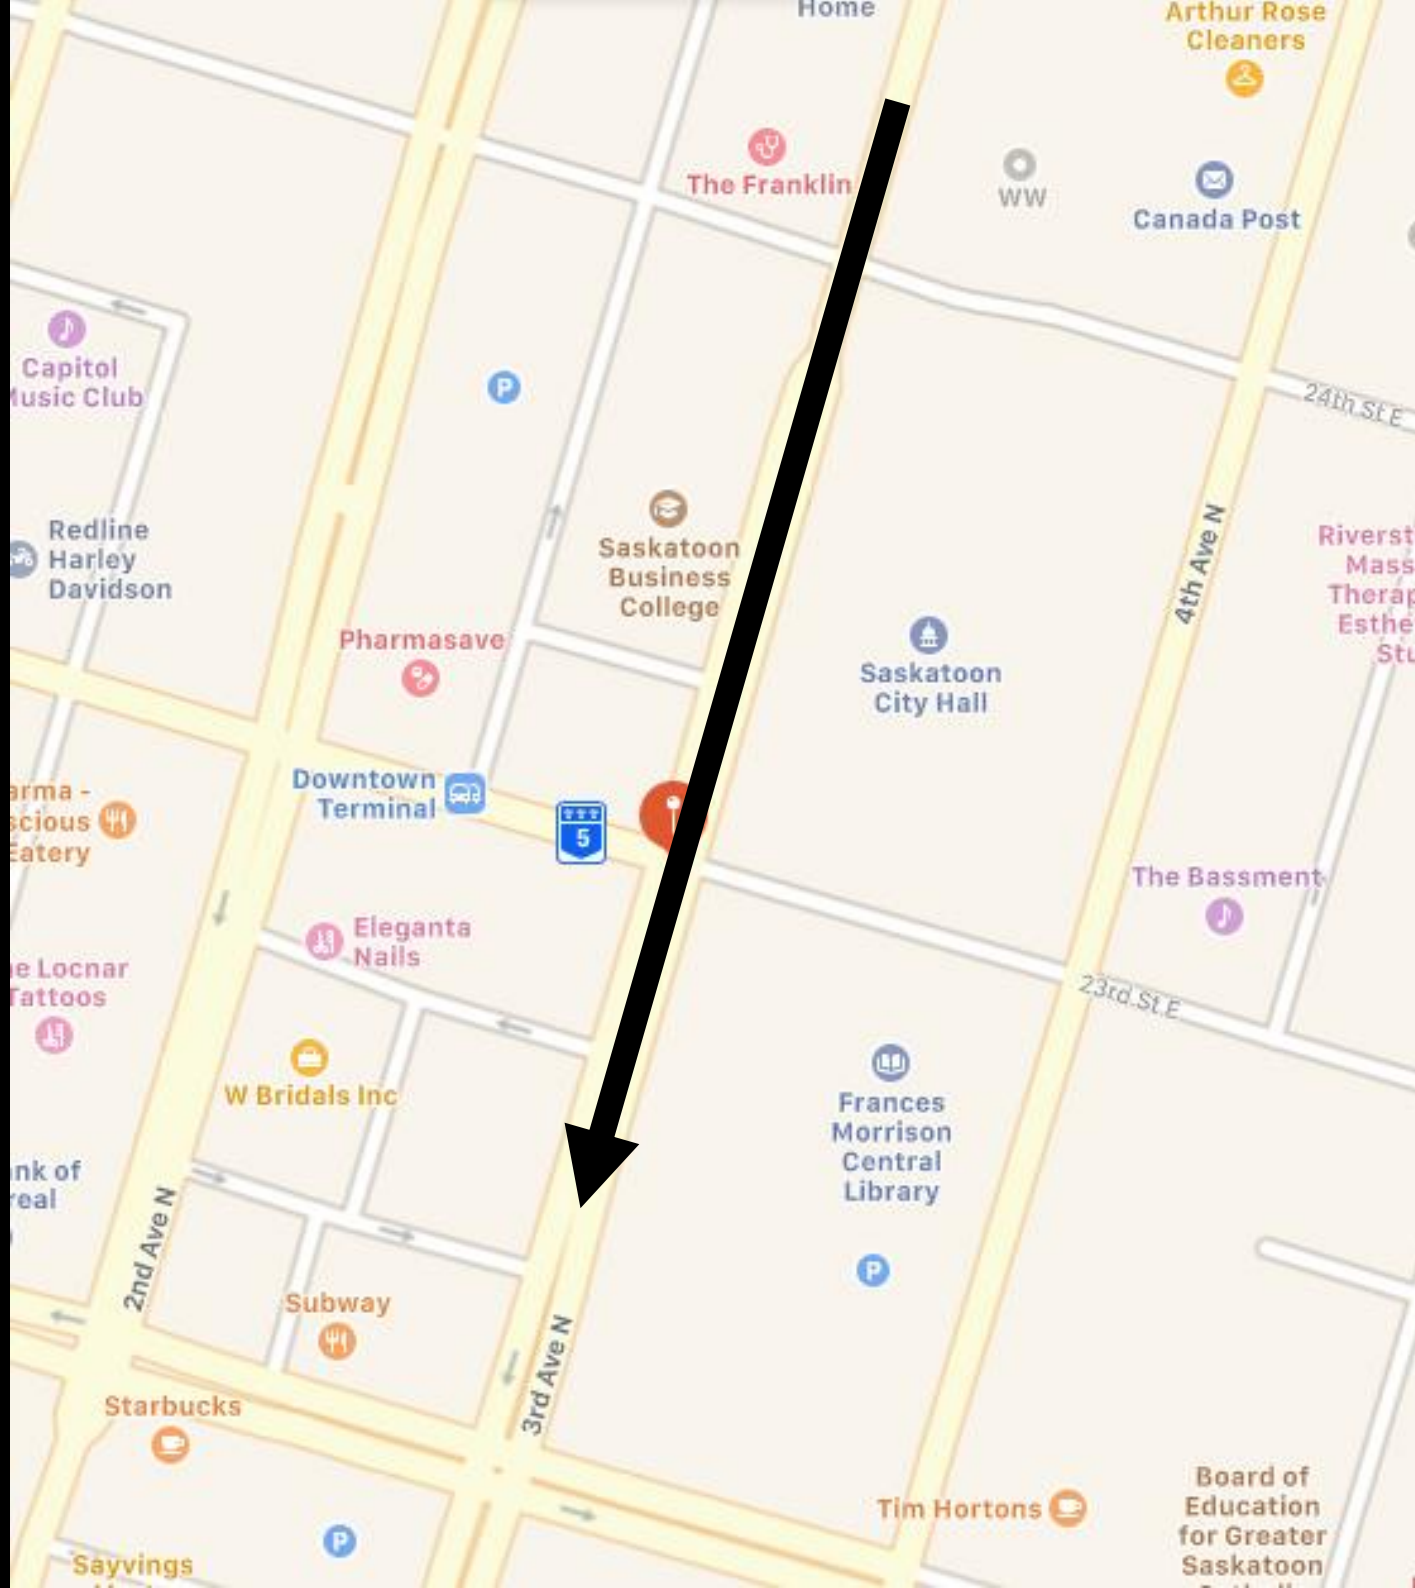 Home
Arthur Rose
Cleaners
The Franklin
WW
Canada Post
Capitol
Music Club
P
24th St E
Redline
Harley
Davidson
Saskatoon
Business
College
4th Ave N
Pharmasave
Saskatoon
City Hall
Downtown
Terminal
5
The Bassment
Eleganta
Nails
23rd St E
W Bridals Inc
Frances
Morrison
Central
Library
P
2nd Ave N
Subway
3rd Ave N
Starbucks
Tim Hortons
Board of
Education
for Greater
Saskatoon
P
Sayvings